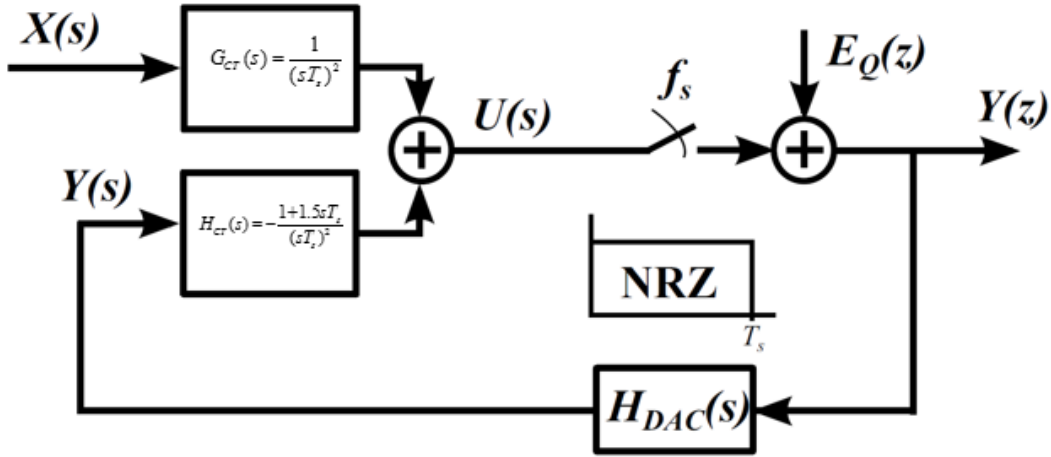 X(s)
G_CT(s) = 1/(sT_s)^2
E_Q(z)
f_s
U(s)
Y(z)
Y(s)
H_CT(s) = -(1+1.5sT_s)/(sT_s)^2
NRZ
T_s
H_DAC(s)